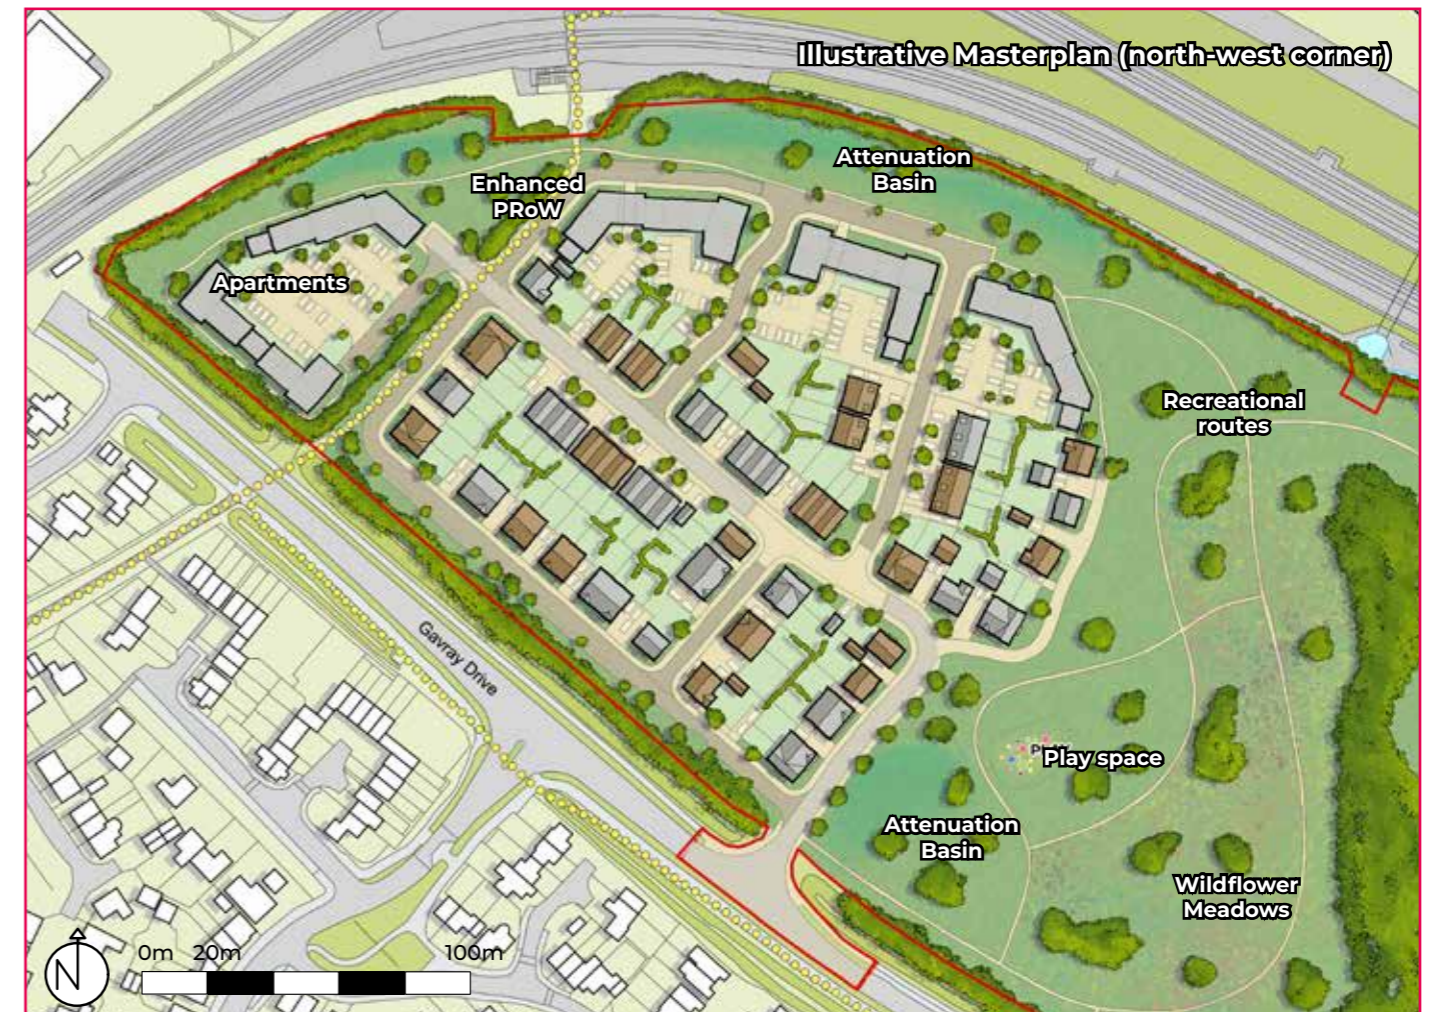 Illustrative Masterplan (north-west corner)
Attenuation
Basin
Enhanced
PRoW
Apartments
Recreational
routes
Gavray Drive
Play space
Attenuation
Basin
Wildflower
Meadows
N
0m 20m 100m